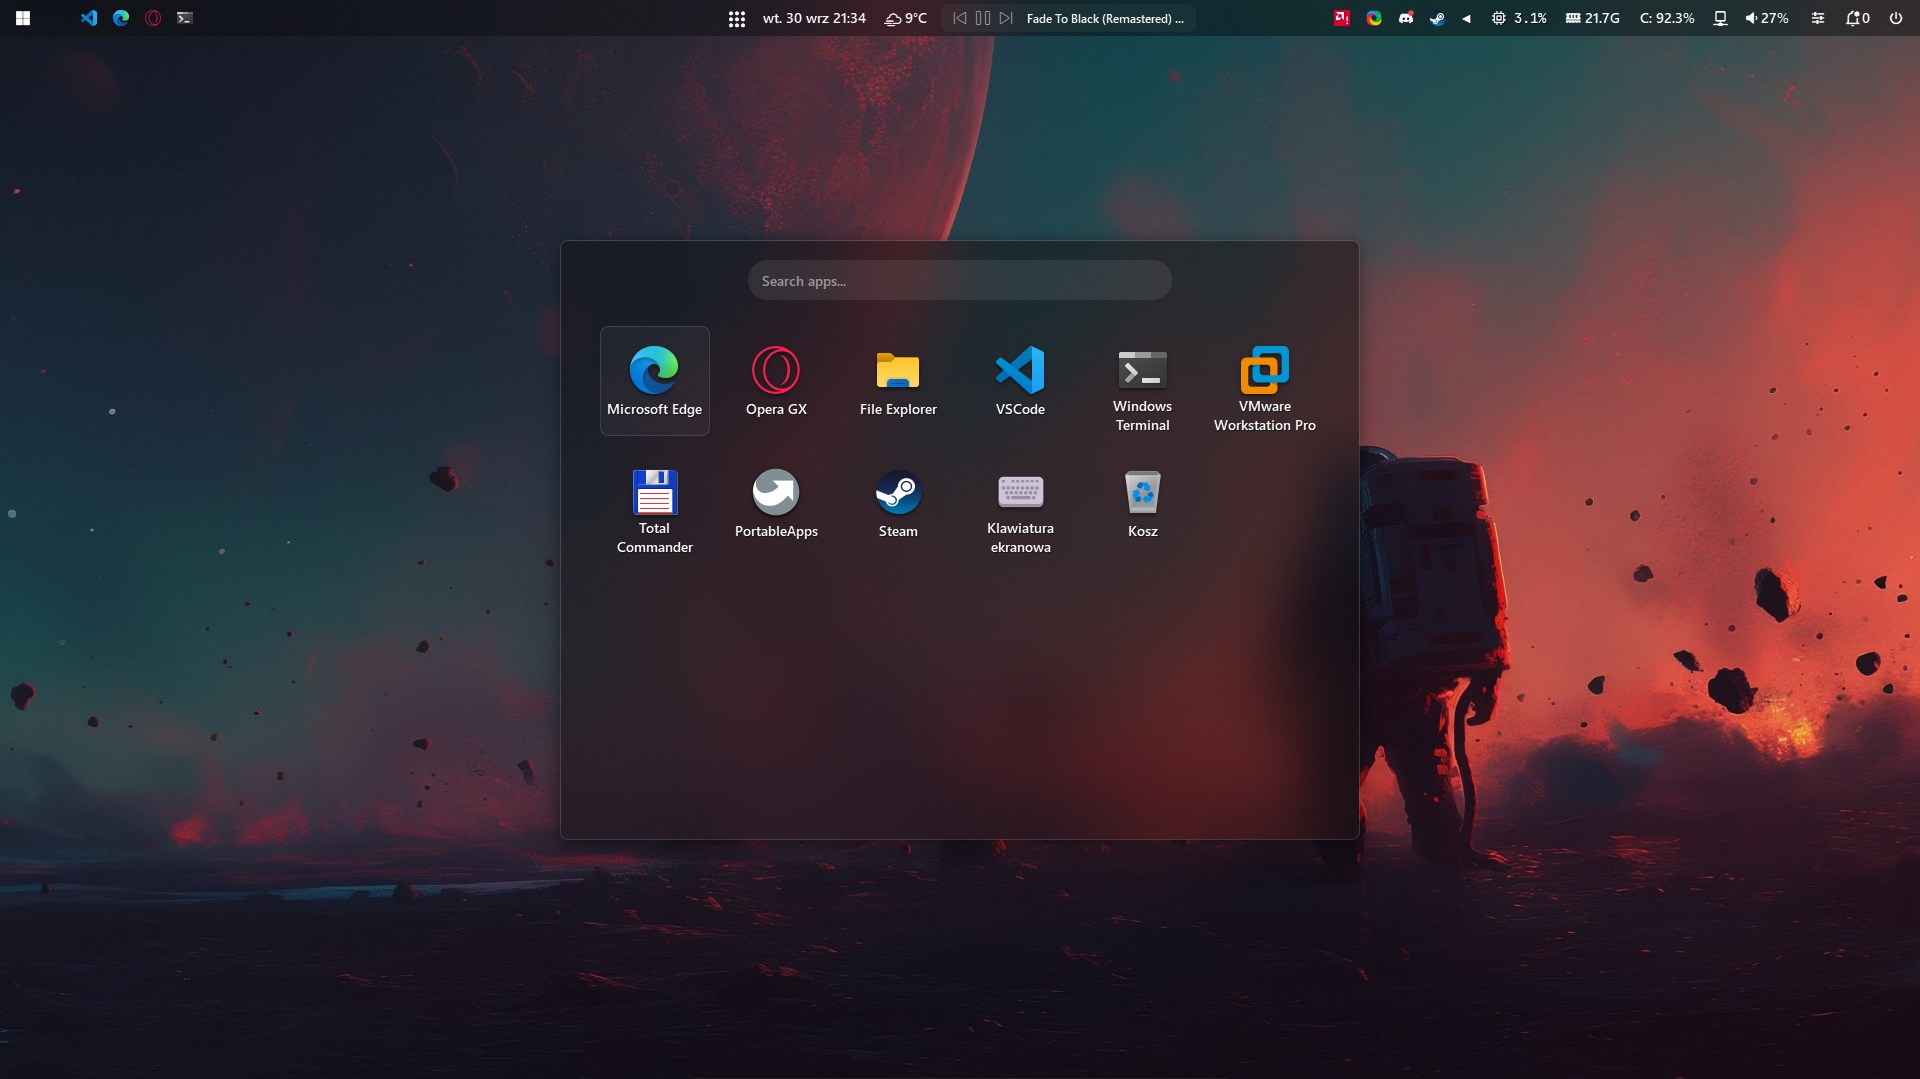 wt. 30 wrz 21:34
9°C
Fade To Black (Remastered) ...
3.1%
21.7G
C: 92.3%
27%
0
Search apps...
Microsoft Edge
Opera GX
File Explorer
VSCode
Windows
Terminal
VMware
Workstation Pro
Total
Commander
PortableApps
Steam
Klawiatura
ekranowa
Kosz